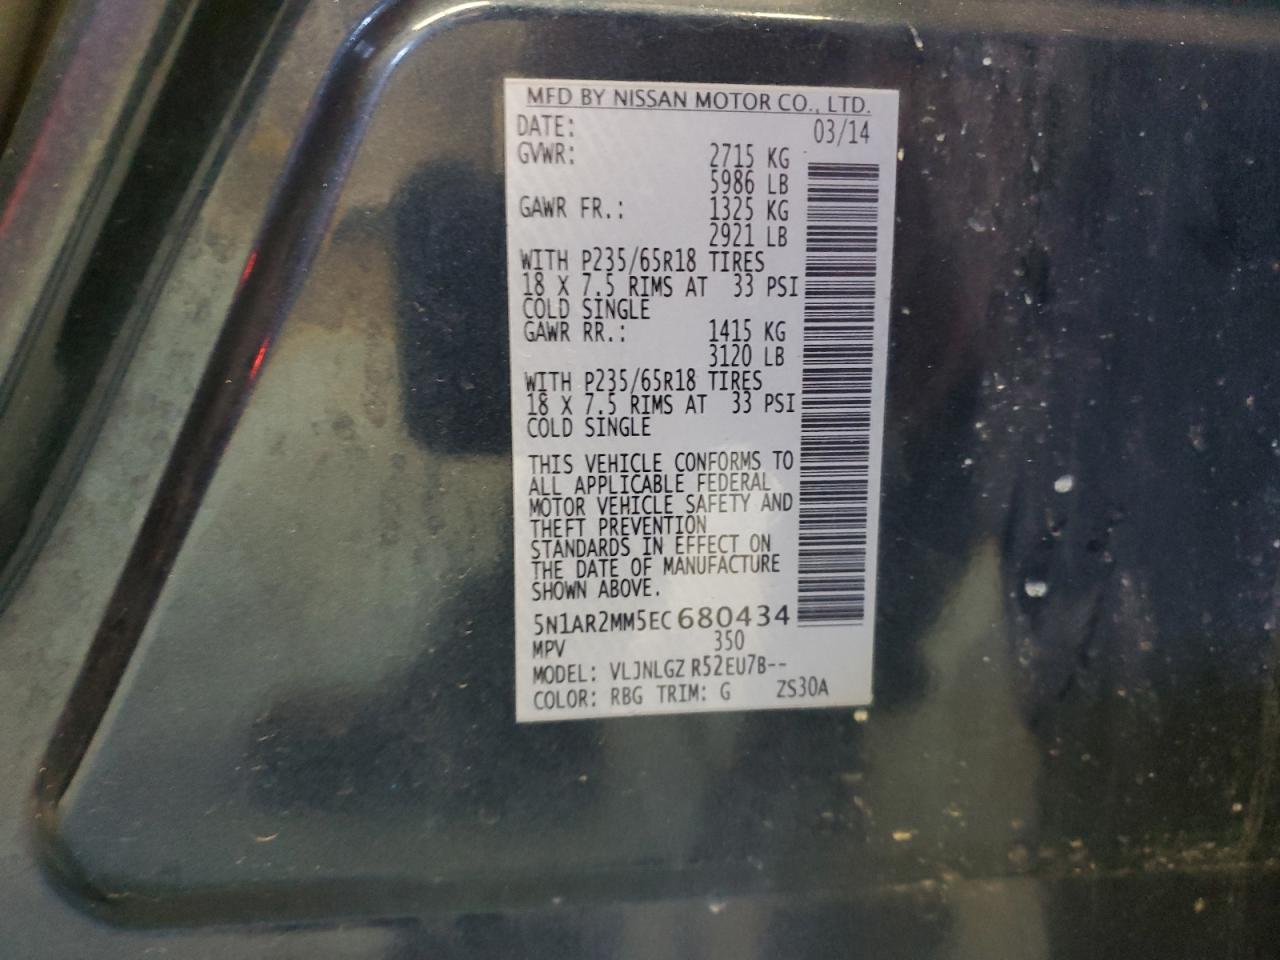 MFD BY NISSAN MOTOR CO., LTD.
DATE: 03/14
GVWR: 2715 KG
5986 LB
GAWR FR.: 1325 KG
2921 LB
WITH P235/65R18 TIRES
18 X 7.5 RIMS AT 33 PSI
COLD SINGLE
GAWR RR.: 1415 KG
3120 LB
WITH P235/65R18 TIRES
18 X 7.5 RIMS AT 33 PSI
COLD SINGLE
THIS VEHICLE CONFORMS TO
ALL APPLICABLE FEDERAL
MOTOR VEHICLE SAFETY AND
THEFT PREVENTION
STANDARDS IN EFFECT ON
THE DATE OF MANUFACTURE
SHOWN ABOVE.
5N1AR2MM5EC680434
MPV 350
MODEL: VLJNLGZ R52EU7B--
COLOR: RBG TRIM: G ZS30A